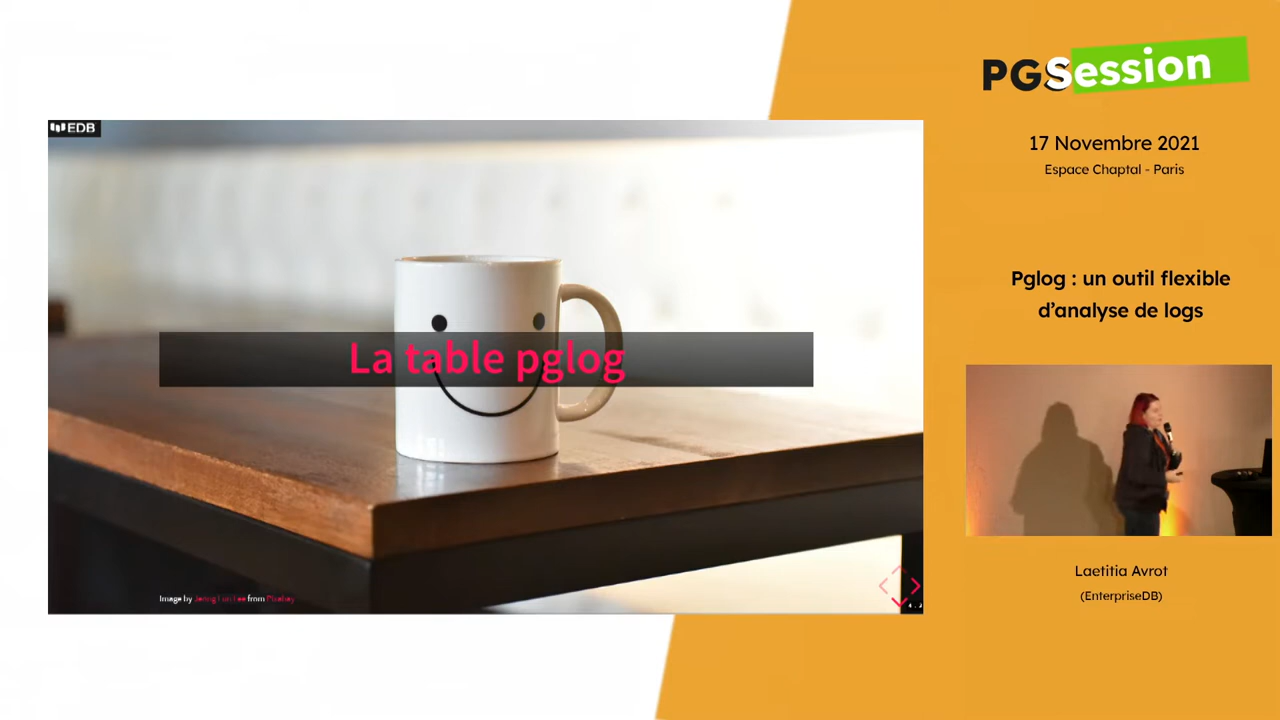 PGSession
17 Novembre 2021
Espace Chaptal - Paris
EDB
Pglog : un outil flexible
d’analyse de logs
La table pglog
Laetitia Avrot
(EnterpriseDB)
Image by
from Pixabay